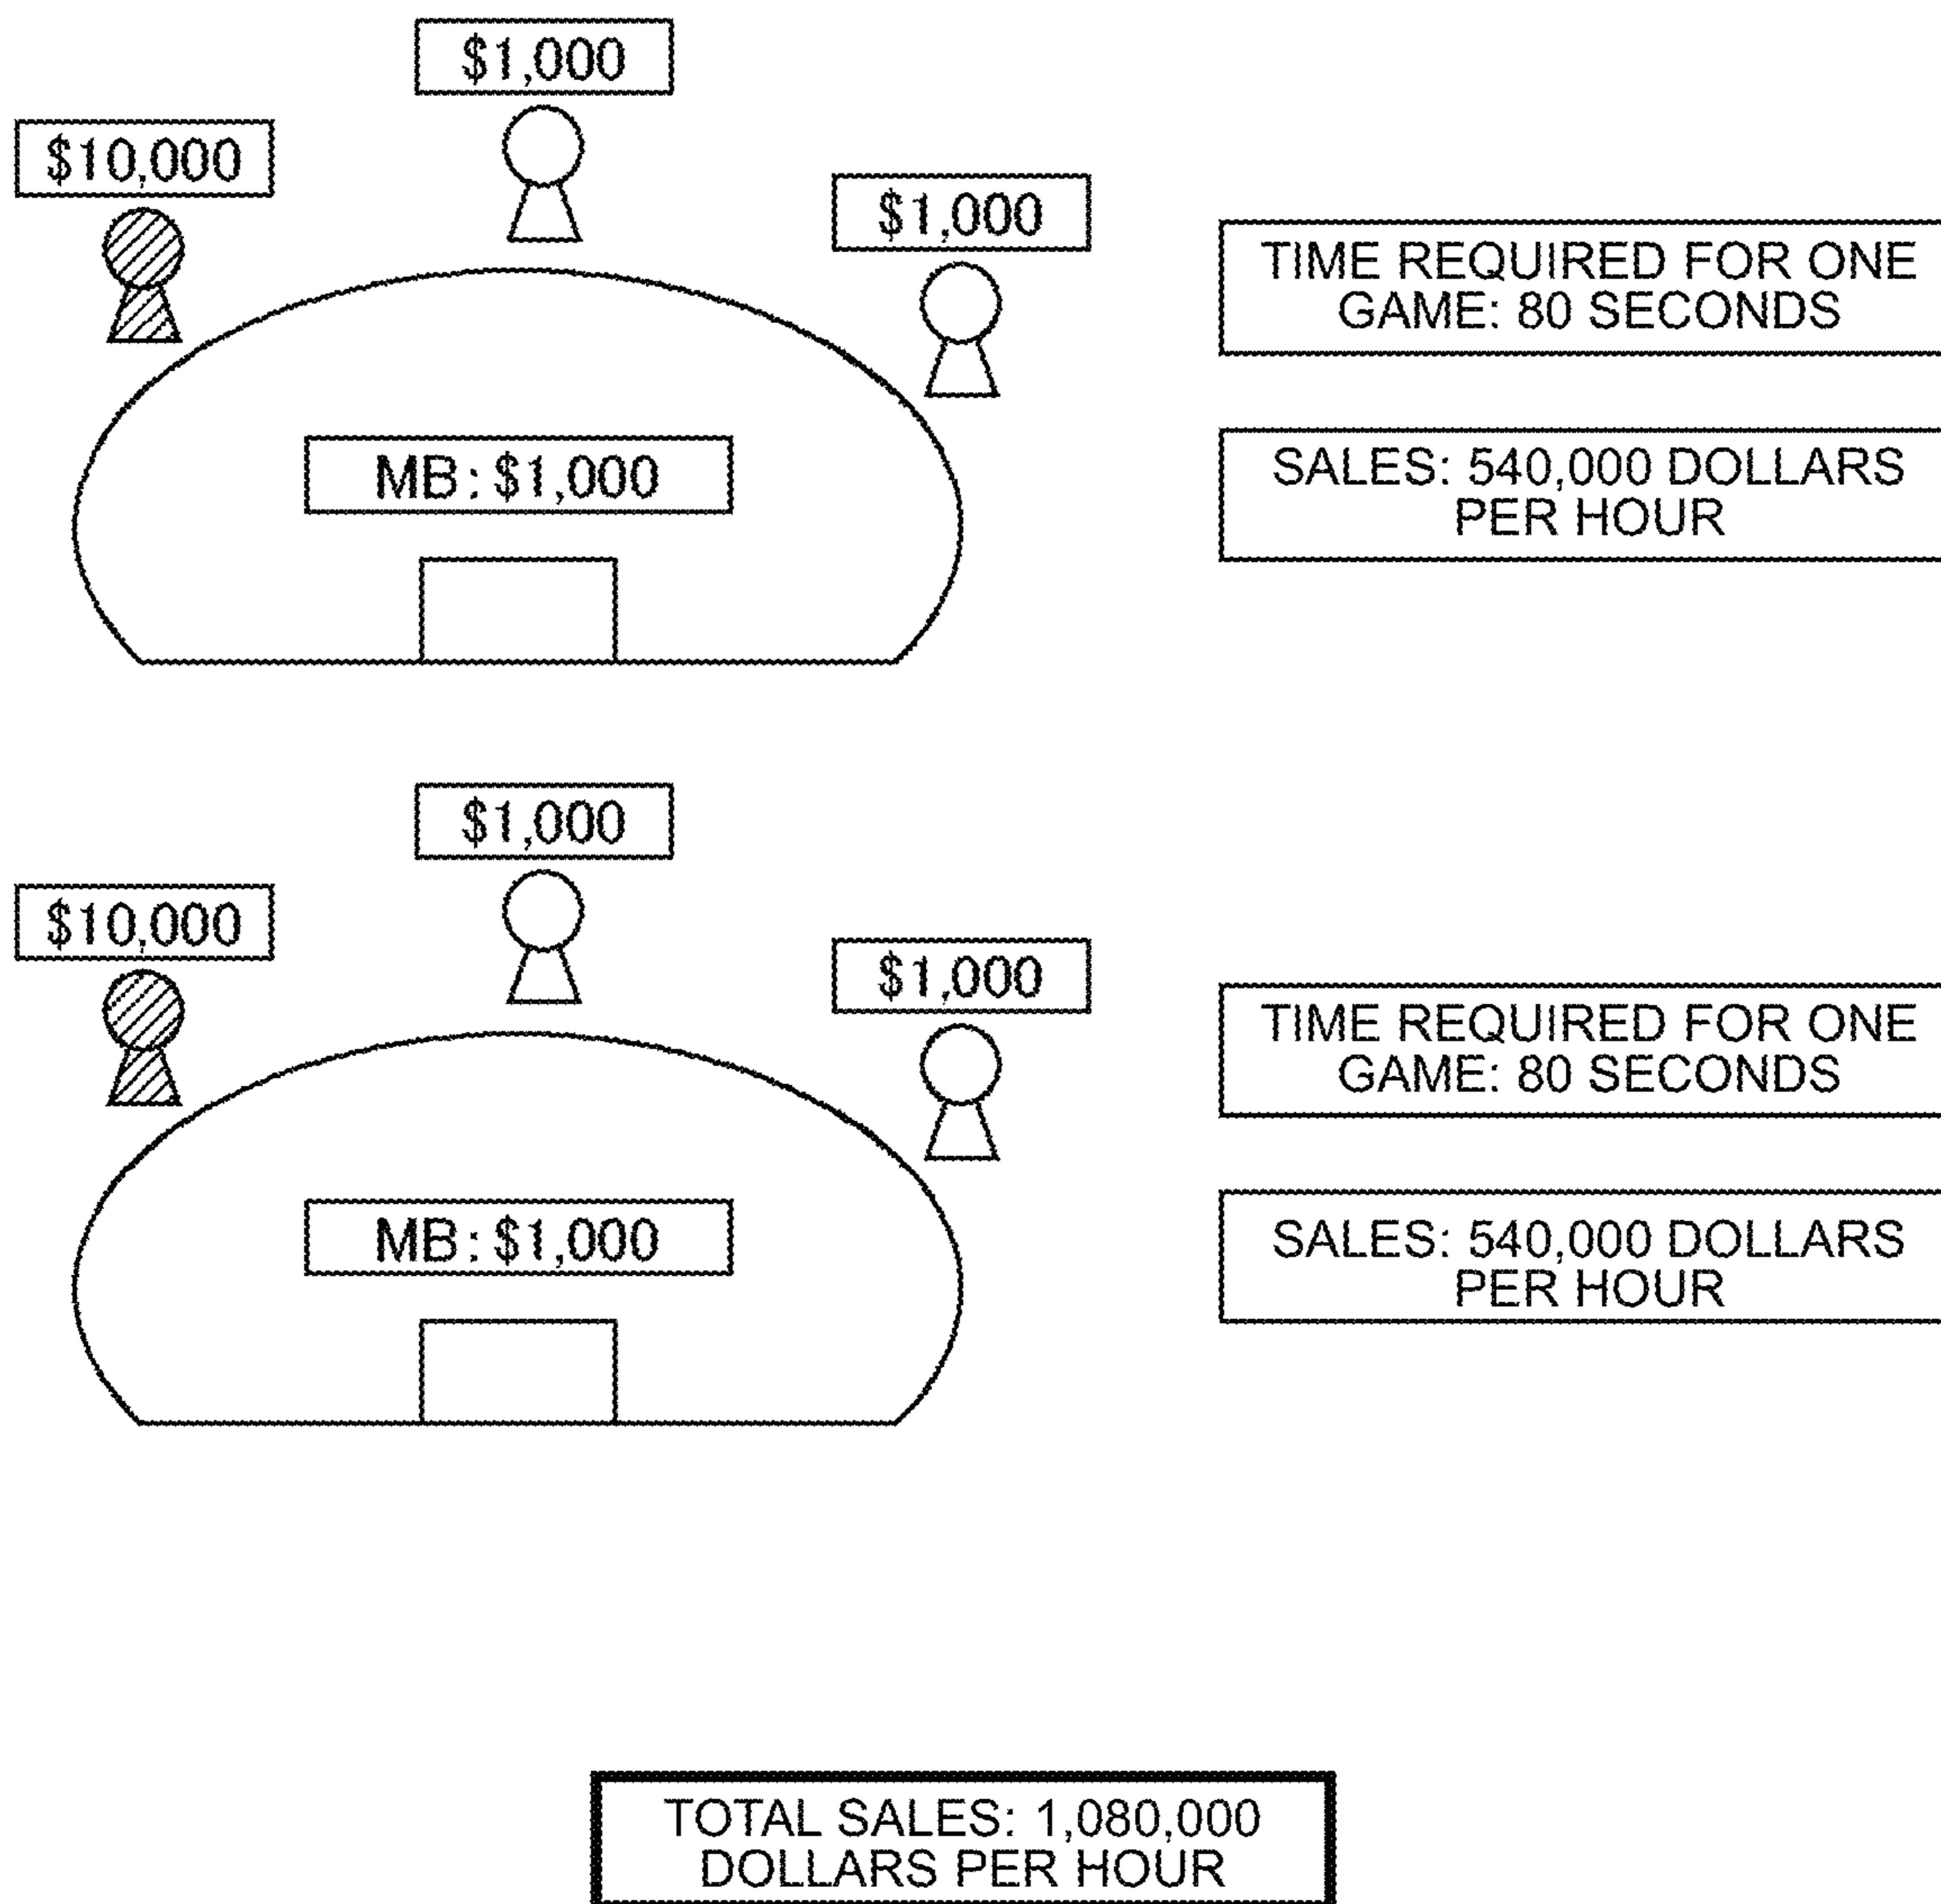 $1,000
$10,000
$1,000
TIME REQUIRED FOR ONE
GAME: 80 SECONDS
MB: $1,000
SALES: 540,000 DOLLARS
PER HOUR
$1,000
$10,000
$1,000
TIME REQUIRED FOR ONE
GAME: 80 SECONDS
MB: $1,000
SALES: 540,000 DOLLARS
PER HOUR
TOTAL SALES: 1,080,000
DOLLARS PER HOUR